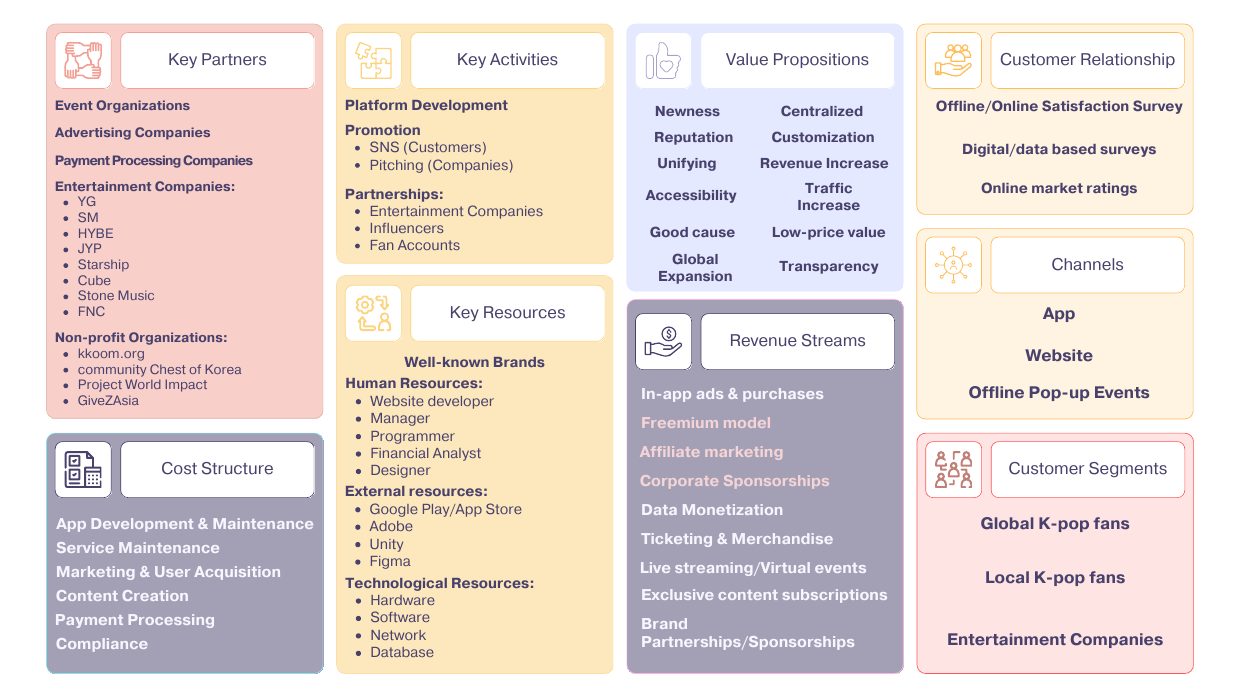 Key Partners
Event Organizations
Advertising Companies
Payment Processing Companies
Entertainment Companies:
YG
SM
HYBE
JYP
Starship
Cube
Stone Music
FNC
Non-profit Organizations:
kkoom.org
community Chest of Korea
Project World Impact
GiveZAsia
Cost Structure
App Development & Maintenance
Service Maintenance
Marketing & User Acquisition
Content Creation
Payment Processing
Compliance
Key Activities
Platform Development
Promotion
SNS (Customers)
Pitching (Companies)
Partnerships:
Entertainment Companies
Influencers
Fan Accounts
Key Resources
Well-known Brands
Human Resources:
Website developer
Manager
Programmer
Financial Analyst
Designer
External resources:
Google Play/App Store
Adobe
Unity
Figma
Technological Resources:
Hardware
Software
Network
Database
Value Propositions
Newness
Reputation
Unifying
Accessibility
Good cause
Global
Expansion
Centralized
Customization
Revenue Increase
Traffic
Increase
Low-price value
Transparency
Revenue Streams
$
In-app ads & purchases
Freemium model
Affiliate marketing
Corporate Sponsorships
Data Monetization
Ticketing & Merchandise
Live streaming/Virtual events
Exclusive content subscriptions
Brand
Partnerships/Sponsorships
Customer Relationship
Offline/Online Satisfaction Survey
Digital/data based surveys
Online market ratings
Channels
App
Website
Offline Pop-up Events
Customer Segments
Global K-pop fans
Local K-pop fans
Entertainment Companies